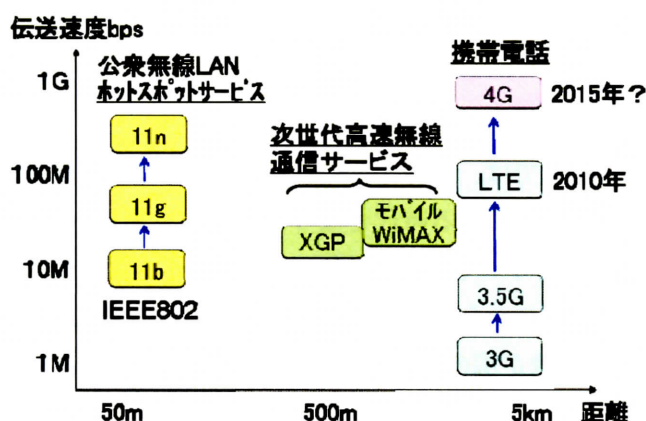 伝送速度bps
公衆無線LAN
ホットスポットサービス
携帯電話
1G
4G
2015年?
11n
次世代高速無線
通信サービス
100M
LTE
2010年
11g
モバイル
WiMAX
XGP
10M
11b
3.5G
IEEE802
3G
1M
50m
500m
5km
距離